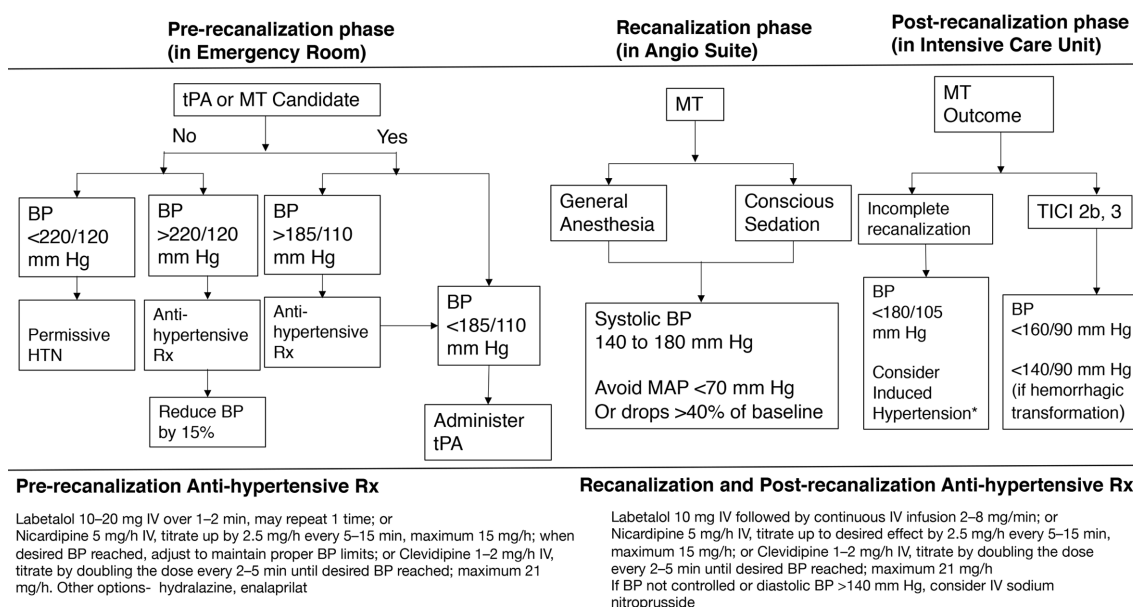 Pre-recanalization phase
(in Emergency Room)
Recanalization phase
(in Angio Suite)
Post-recanalization phase
(in Intensive Care Unit)
tPA or MT Candidate
No
Yes
BP
<220/120
mm Hg
BP
>220/120
mm Hg
BP
>185/110
mm Hg
Permissive
HTN
Anti-
hypertensive
Rx
Anti-
hypertensive
Rx
BP
<185/110
mm Hg
Reduce BP
by 15%
Administer
tPA
MT
General
Anesthesia
Conscious
Sedation
Systolic BP
140 to 180 mm Hg
Avoid MAP <70 mm Hg
Or drops >40% of baseline
MT
Outcome
Incomplete
recanalization
TICI 2b, 3
BP
<180/105
mm Hg
Consider
Induced
Hypertension*
BP
<160/90 mm Hg
<140/90 mm Hg
(if hemorrhagic
transformation)
Pre-recanalization Anti-hypertensive Rx
Labetalol 10–20 mg IV over 1–2 min, may repeat 1 time; or
Nicardipine 5 mg/h IV, titrate up by 2.5 mg/h every 5–15 min, maximum 15 mg/h; when
desired BP reached, adjust to maintain proper BP limits; or Clevidipine 1–2 mg/h IV,
titrate by doubling the dose every 2–5 min until desired BP reached; maximum 21
mg/h. Other options- hydralazine, enalaprilat
Recanalization and Post-recanalization Anti-hypertensive Rx
Labetalol 10 mg IV followed by continuous IV infusion 2–8 mg/min; or
Nicardipine 5 mg/h IV, titrate up to desired effect by 2.5 mg/h every 5–15 min,
maximum 15 mg/h; or Clevidipine 1–2 mg/h IV, titrate by doubling the dose
every 2–5 min until desired BP reached; maximum 21 mg/h
If BP not controlled or diastolic BP >140 mm Hg, consider IV sodium
nitroprusside